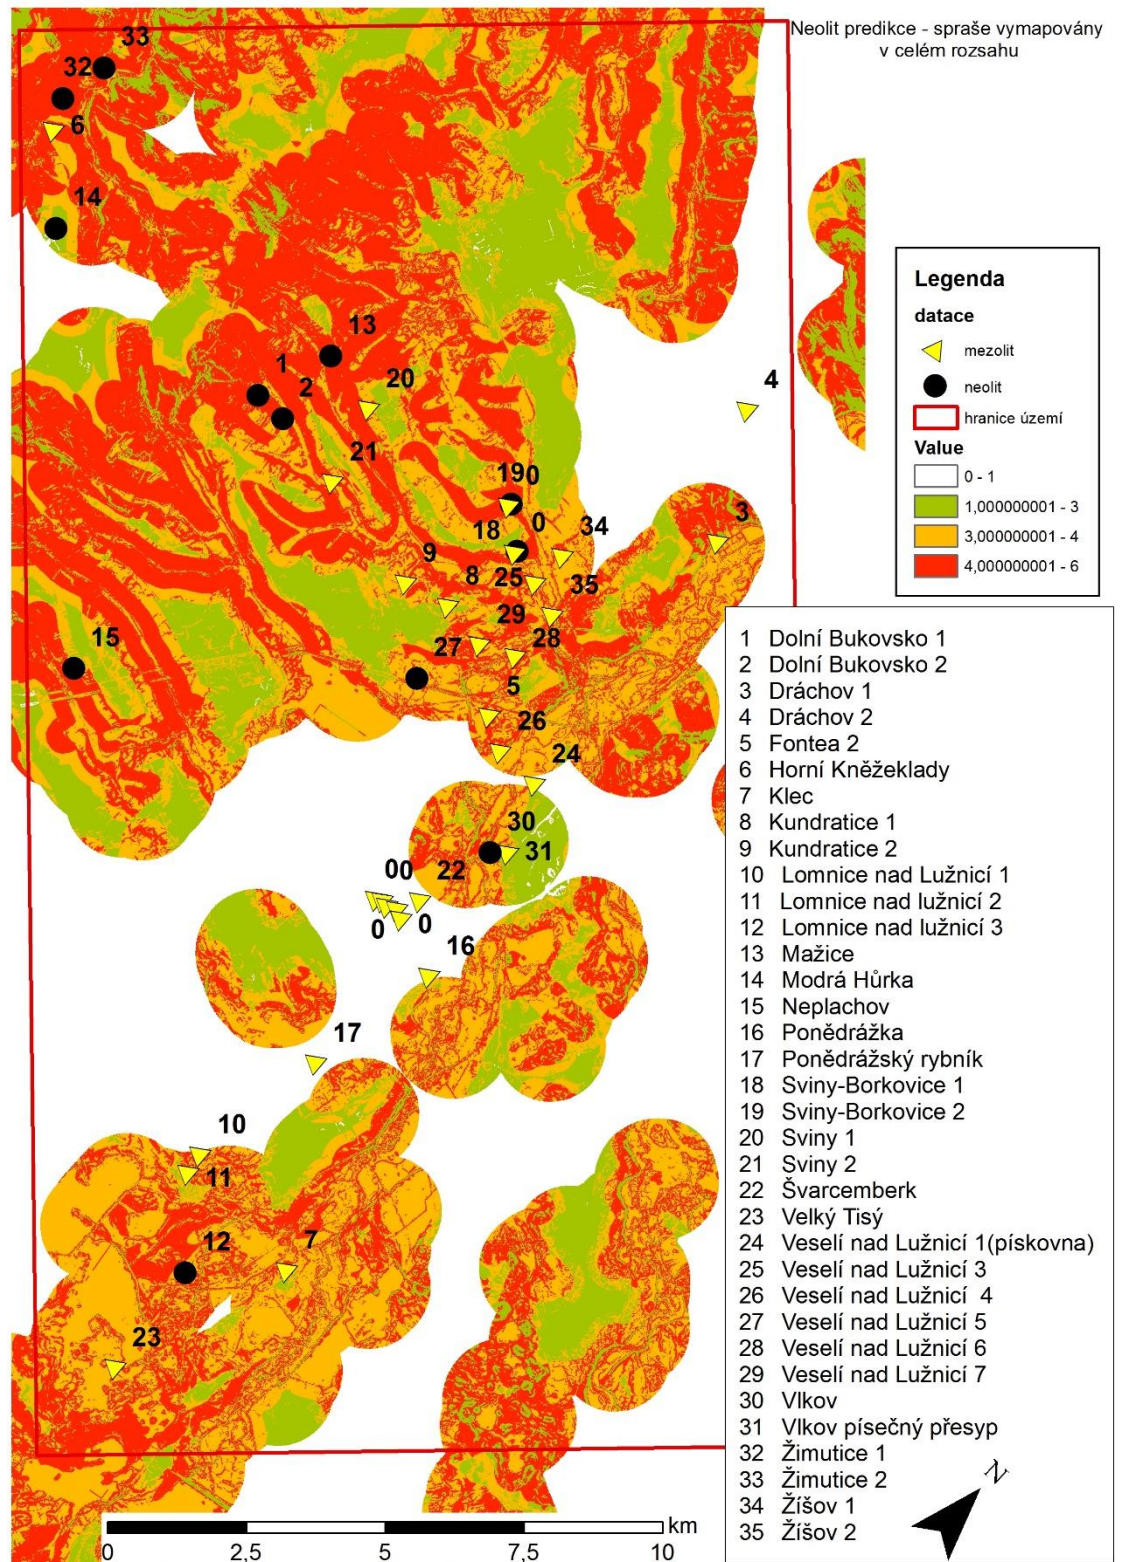 Neolit predikce - spraše vymapovány
v celém rozsahu
33
32
6
14
13
1
2
20
4
21
190
0
3
18
34
9
8
25
35
29
15
27
28
5
26
24
30
31
00
22
0
0
16
17
10
11
12
7
23
Legenda
datace
mezolit
neolit
hranice území
Value
0 - 1
1,000000001 - 3
3,000000001 - 4
4,000000001 - 6
1 Dolní Bukovsko 1
2 Dolní Bukovsko 2
3 Dráchov 1
4 Dráchov 2
5 Fontea 2
6 Horní Kněžeklady
7 Klec
8 Kundratice 1
9 Kundratice 2
10 Lomnice nad Lužnicí 1
11 Lomnice nad lužnicí 2
12 Lomnice nad lužnicí 3
13 Mažice
14 Modrá Hůrka
15 Neplachov
16 Ponědrážka
17 Ponědrážský rybník
18 Sviny-Borkovice 1
19 Sviny-Borkovice 2
20 Sviny 1
21 Sviny 2
22 Švarcemberk
23 Velký Tisý
24 Veselí nad Lužnicí 1(pískovna)
25 Veselí nad Lužnicí 3
26 Veselí nad Lužnicí 4
27 Veselí nad Lužnicí 5
28 Veselí nad Lužnicí 6
29 Veselí nad Lužnicí 7
30 Vlkov
31 Vlkov písečný přesyp
32 Žimutice 1
33 Žimutice 2
34 Žíšov 1
35 Žíšov 2
N
km
0 2,5 5 7,5 10